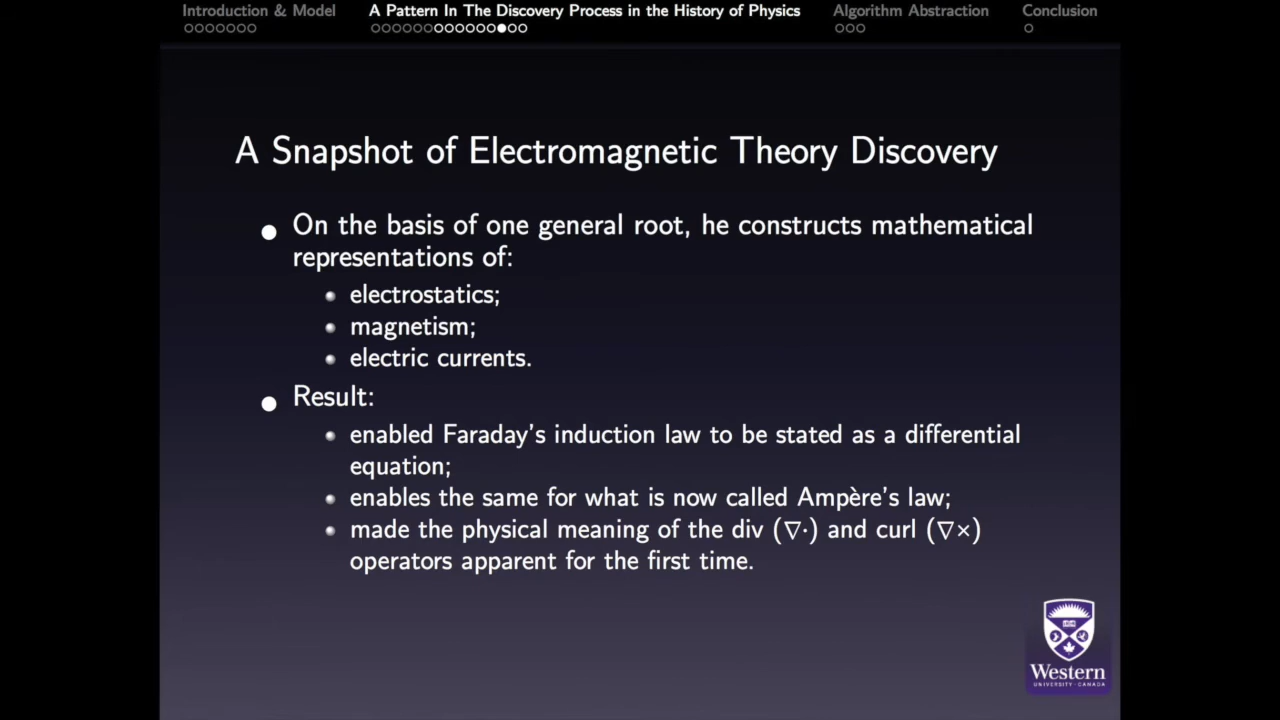 Introduction & Model
A Pattern In The Discovery Process in the History of Physics
Algorithm Abstraction
Conclusion
A Snapshot of Electromagnetic Theory Discovery
On the basis of one general root, he constructs mathematical
representations of:
electrostatics;
magnetism;
electric currents.
Result:
enabled Faraday's induction law to be stated as a differential
equation;
enables the same for what is now called Ampère's law;
made the physical meaning of the div (∇·) and curl (∇×)
operators apparent for the first time.
Western
UNIVERSITY · CANADA